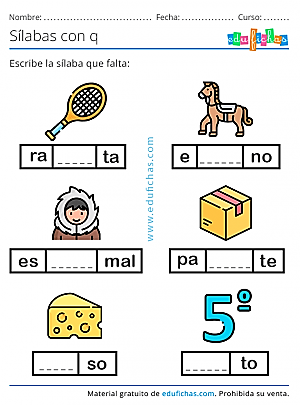 Nombre: ................................ Fecha: ............... Curso: ........
Sílabas con q
edufichas
Escribe la sílaba que falta:
ra _____ ta
e _____ no
es _____ mal
pa _____ te
_____ so
5º
_____ to
www.edufichas.com
Material gratuito de edufichas.com. Prohibida su venta.